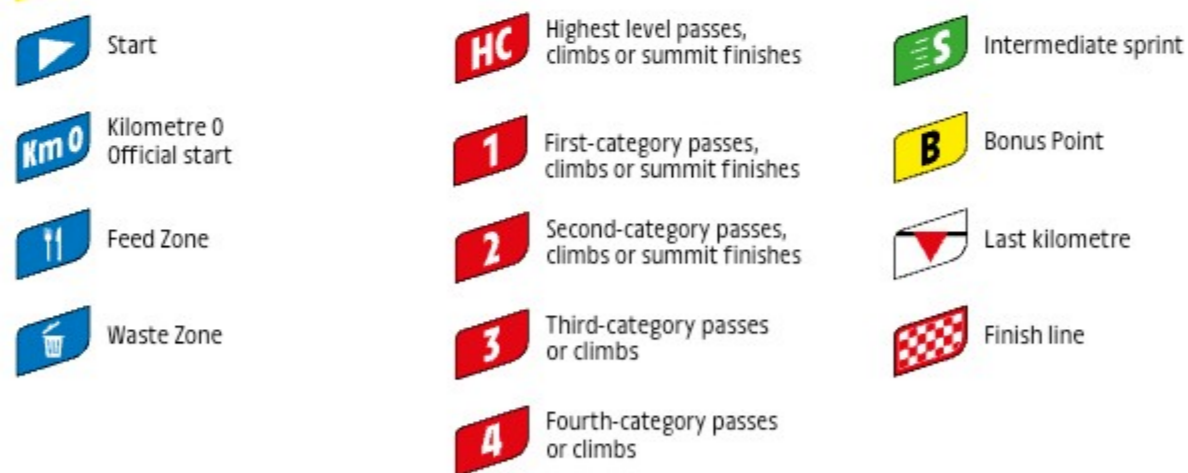 Start
Km 0
Kilometre 0
Official start
Feed Zone
Waste Zone
HC
Highest level passes,
climbs or summit finishes
1
First-category passes,
climbs or summit finishes
2
Second-category passes,
climbs or summit finishes
3
Third-category passes
or climbs
4
Fourth-category passes
or climbs
S
Intermediate sprint
B
Bonus Point
Last kilometre
Finish line